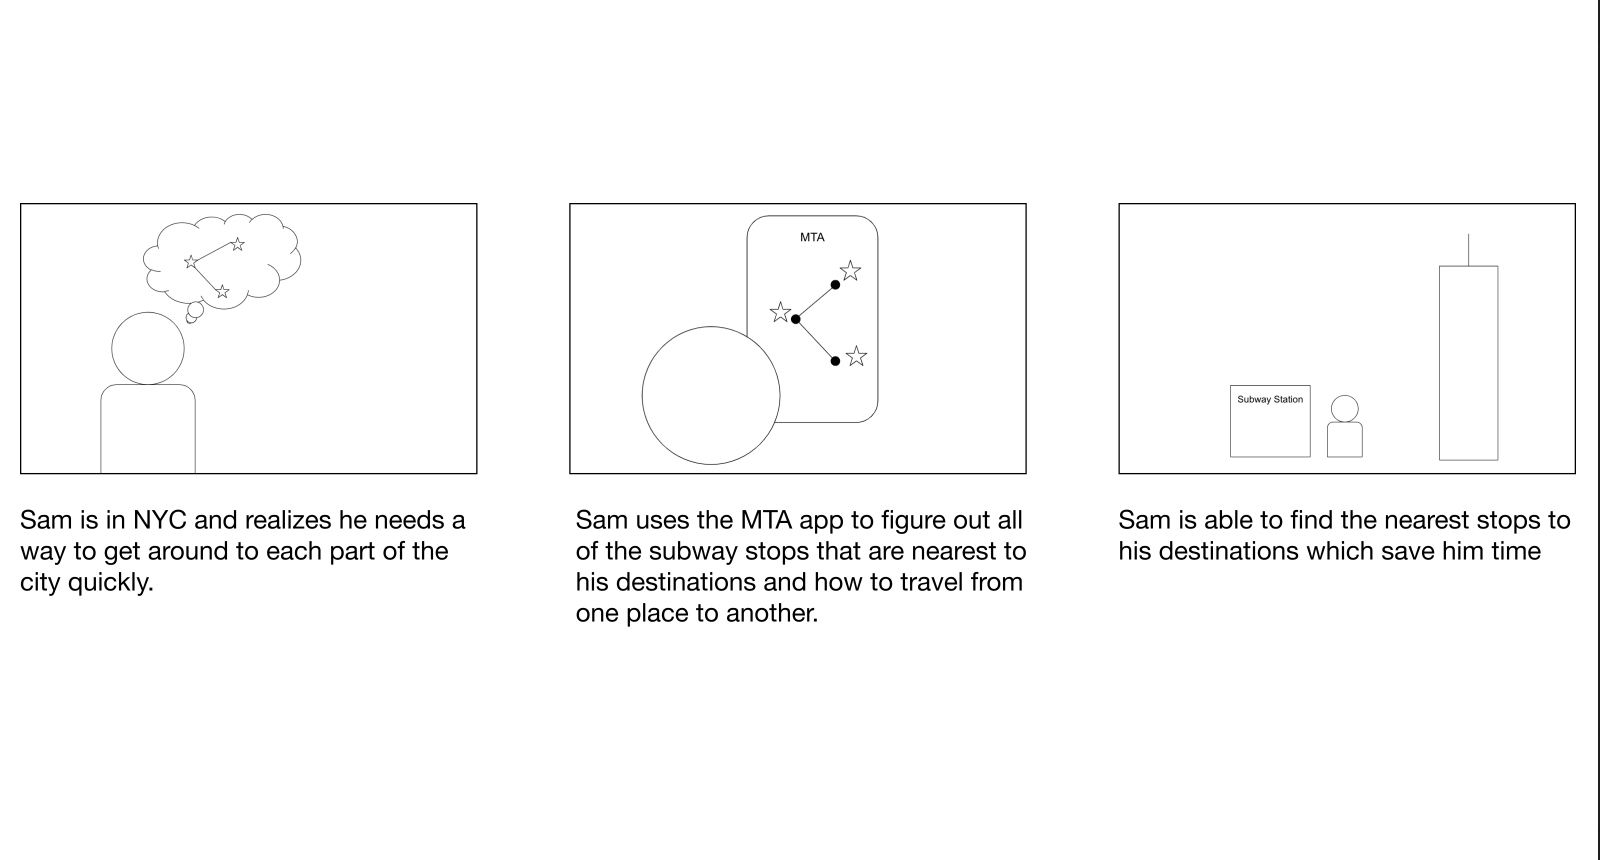 MTA
Subway Station
Sam is in NYC and realizes he needs a
way to get around to each part of the
city quickly.
Sam uses the MTA app to figure out all
of the subway stops that are nearest to
his destinations and how to travel from
one place to another.
Sam is able to find the nearest stops to
his destinations which save him time